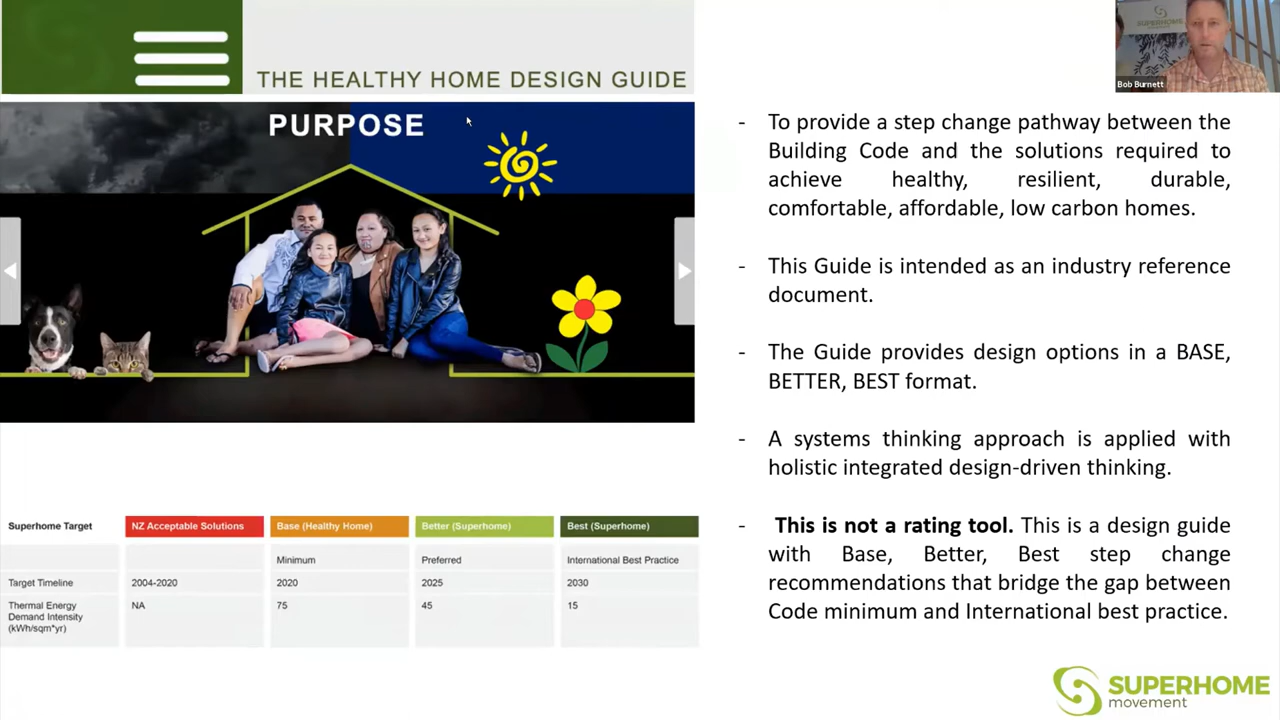 THE HEALTHY HOME DESIGN GUIDE
PURPOSE
SUPERHOME
Bob Burnett
- To provide a step change pathway between the
Building Code and the solutions required to
achieve healthy, resilient, durable,
comfortable, affordable, low carbon homes.
- This Guide is intended as an industry reference
document.
- The Guide provides design options in a BASE,
BETTER, BEST format.
- A systems thinking approach is applied with
holistic integrated design-driven thinking.
- This is not a rating tool. This is a design guide
with Base, Better, Best step change
recommendations that bridge the gap between
Code minimum and International best practice.
Superhome Target NZ Acceptable Solutions Base (Healthy Home) Better (Superhome) Best (Superhome)
Minimum Preferred International Best Practice
Target Timeline 2004-2020 2020 2025 2030
Thermal Energy NA 75 45 15
Demand Intensity
(kWh/sqm*yr)
SUPERHOME
movement